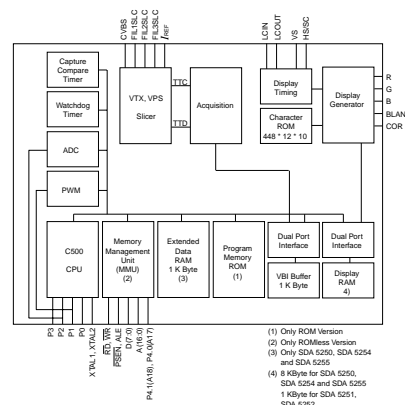 CVBS
FIL1SLC
FIL2SLC
FIL3SLC
IREF
LCIN
LCOUT
VS
HS/SC
Capture
Compare
Timer
Watchdog
Timer
ADC
PWM
VTX, VPS
Slicer
TTC
TTD
Acquisition
Display
Timing
Character
ROM
448 * 12 * 10
Display
Generator
R
G
B
BLAN
COR
C500
CPU
Memory
Management
Unit
(MMU)
(2)
Extended
Data
RAM
1 K Byte
(3)
Program
Memory
ROM
(1)
Dual Port
Interface
Dual Port
Interface
VBI Buffer
1 K Byte
Display
RAM
4)
P3
P2
P1
P0
XTAL1, XTAL2
RD, WR
PSEN, ALE
D(7:0)
A(16:0)
P4.1(A18), P4.0(A17)
(1) Only ROM Version
(2) Only ROMless Version
(3) Only SDA 5250, SDA 5254
and SDA 5255
(4) 8 KByte for SDA 5250,
SDA 5254 and SDA 5255
1 KByte for SDA 5251,
SDA 5252